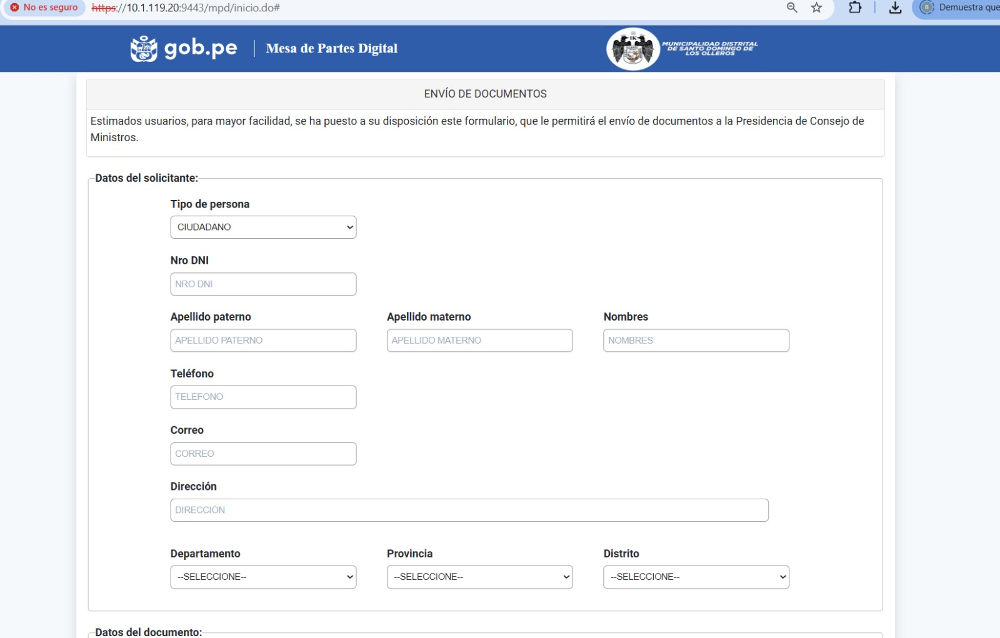 No es seguro
https://10.1.119.20:9443/mpd/inicio.do#
B
Demuestra que
gob.pe
Mesa de Partes Digital
IK
MUNICIPALIDAD DISTRITAL
DE SANTO DOMINGO DE
LOS OLLEROS
ENVÍO DE DOCUMENTOS
Estimados usuarios, para mayor facilidad, se ha puesto a su disposición este formulario, que le permitirá el envío de documentos a la Presidencia de Consejo de
Ministros.
Datos del solicitante:
Tipo de persona
CIUDADANO
Nro DNI
NRO DNI
Apellido paterno
Apellido materno
Nombres
APELLIDO PATERNO
APELLIDO MATERNO
NOMBRES
Teléfono
TELÉFONO
Correo
CORREO
Dirección
DIRECCIÓN
Departamento
Provincia
Distrito
--SELECCIONE--
--SELECCIONE--
--SELECCIONE--
Datos del documento: